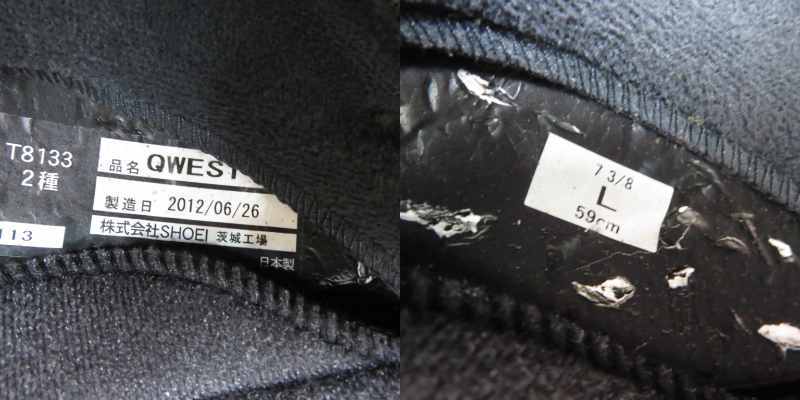 T8133
2種
113
品名 QWEST
製造日 2012/06/26
株式会社SHOEI 茨城工場
日本製
7 3/8
L
59cm